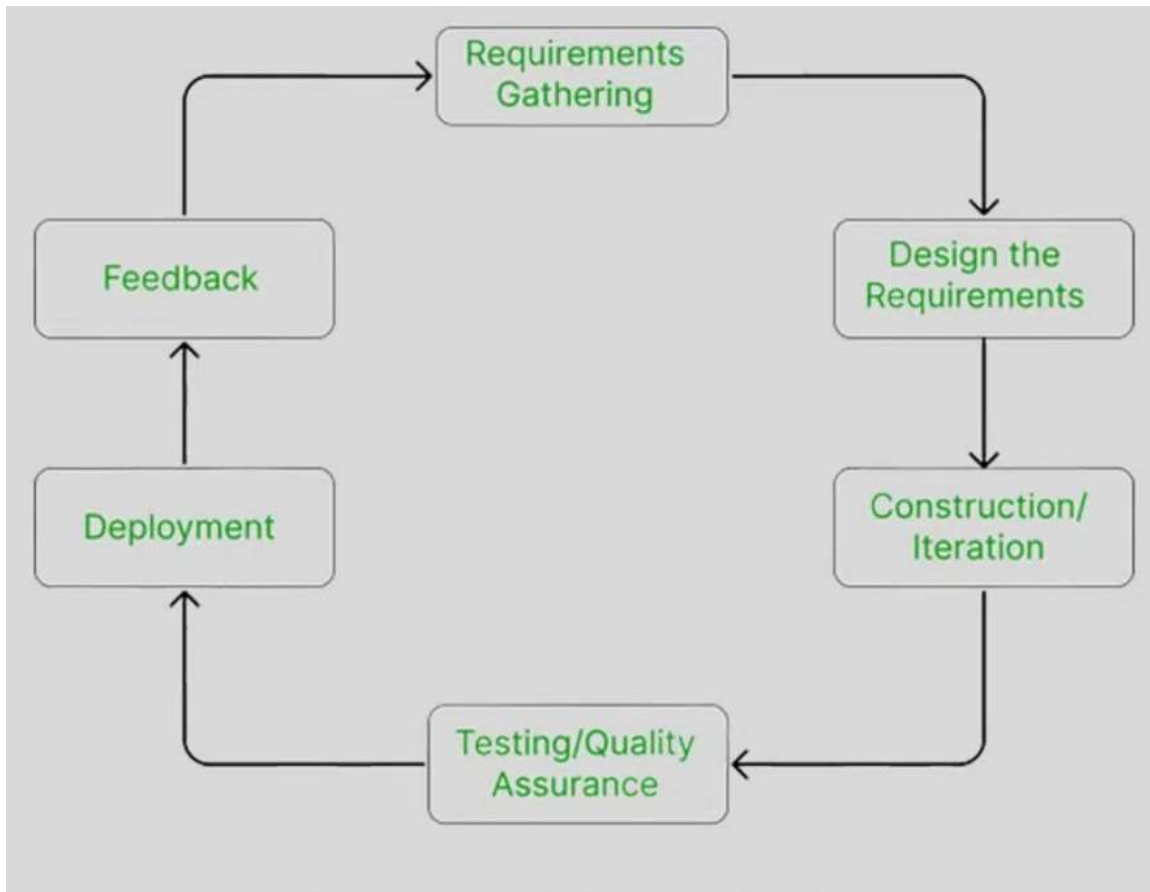 Requirements
Gathering
Design the
Requirements
Construction/
Iteration
Testing/Quality
Assurance
Deployment
Feedback